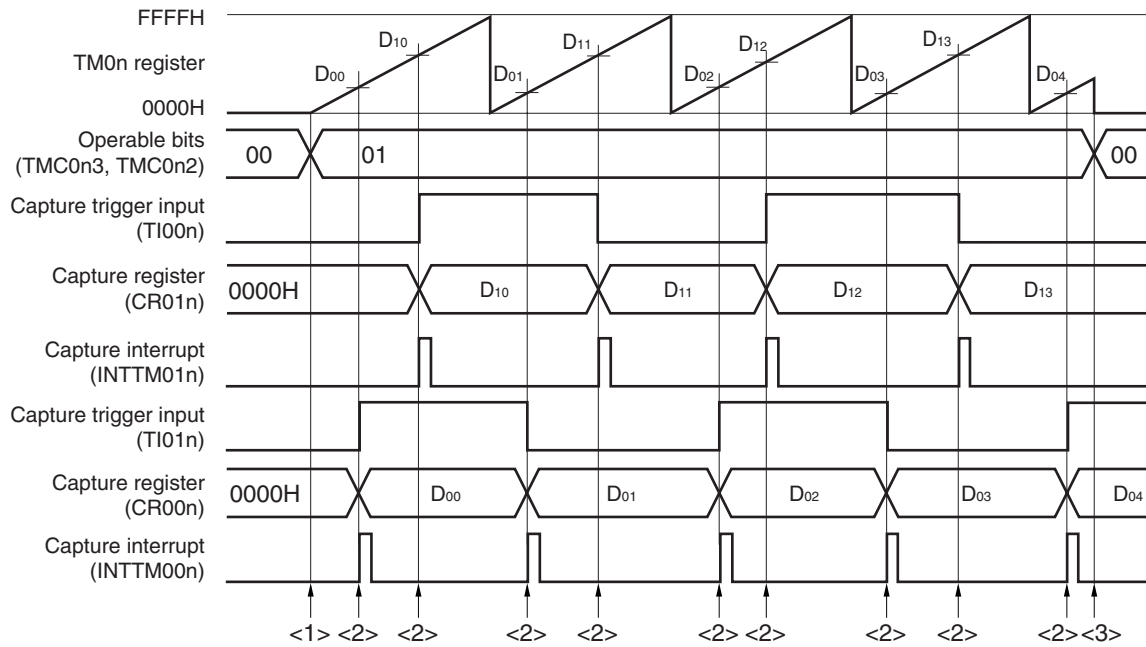 FFFFH
TM0n register
0000H
D10 D11 D12 D13
D00 D01 D02 D03 D04
Operable bits
(TMC0n3, TMC0n2)
00 01 00
Capture trigger input
(TI00n)
Capture register
(CR01n)
0000H D10 D11 D12 D13
Capture interrupt
(INTTM01n)
Capture trigger input
(TI01n)
Capture register
(CR00n)
0000H D00 D01 D02 D03 D04
Capture interrupt
(INTTM00n)
<1> <2> <2> <2> <2> <2> <2> <2> <2> <2> <3>